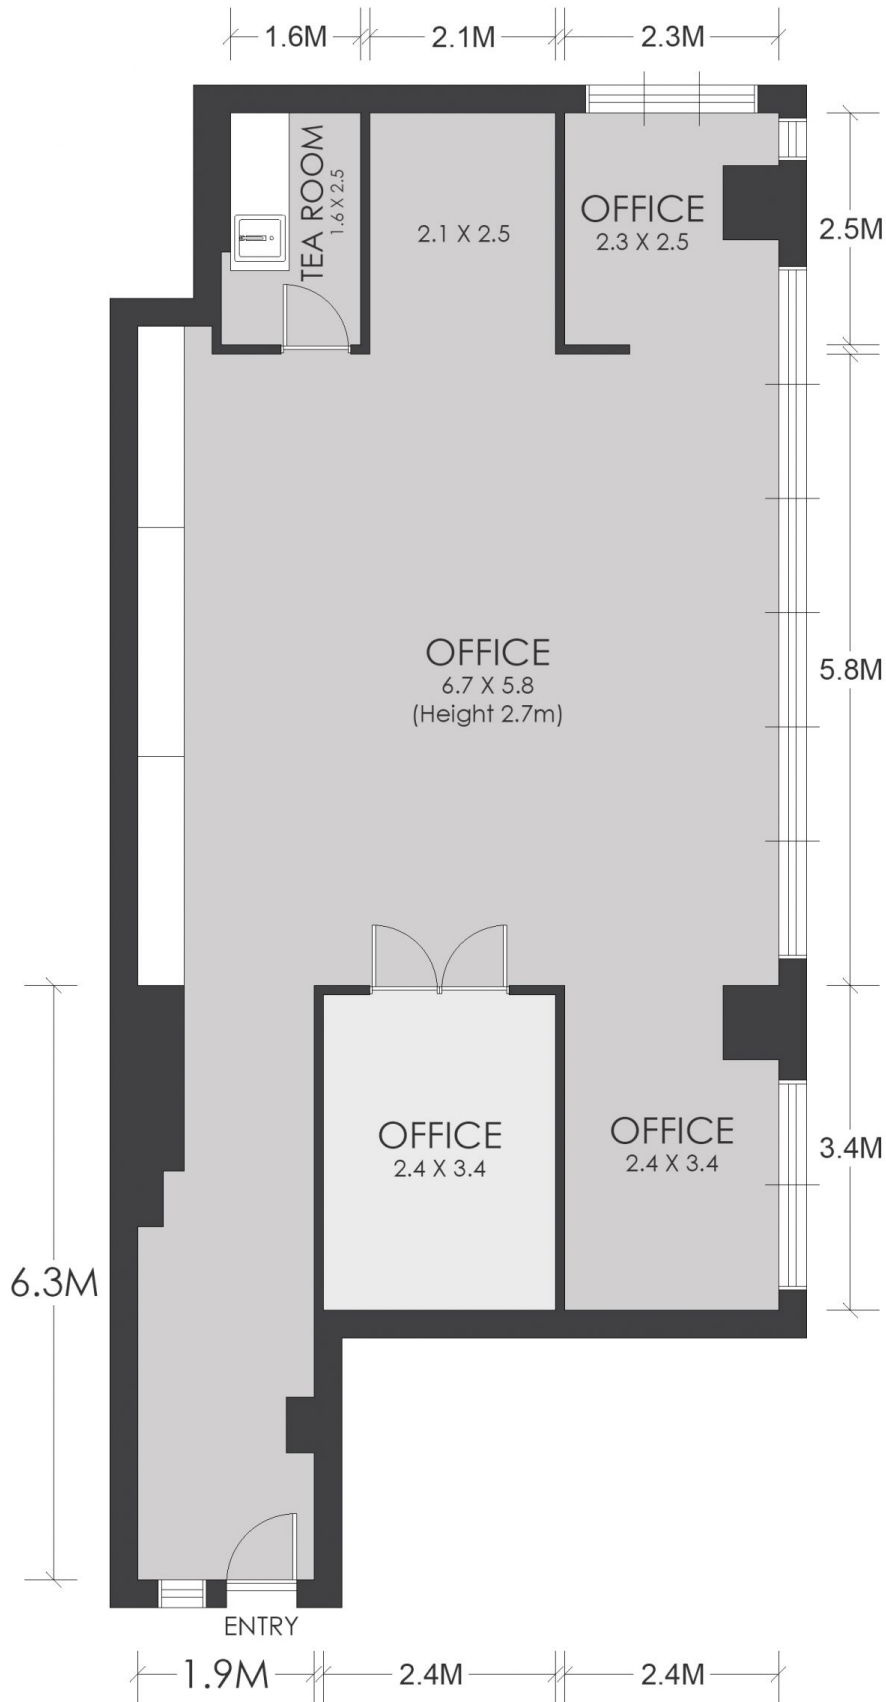 1.6M
2.1M
2.3M
TEA ROOM
1.6 X 2.5
2.1 X 2.5
OFFICE
2.3 X 2.5
2.5M
OFFICE
6.7 X 5.8
(Height 2.7m)
5.8M
OFFICE
2.4 X 3.4
OFFICE
2.4 X 3.4
3.4M
6.3M
ENTRY
1.9M
2.4M
2.4M